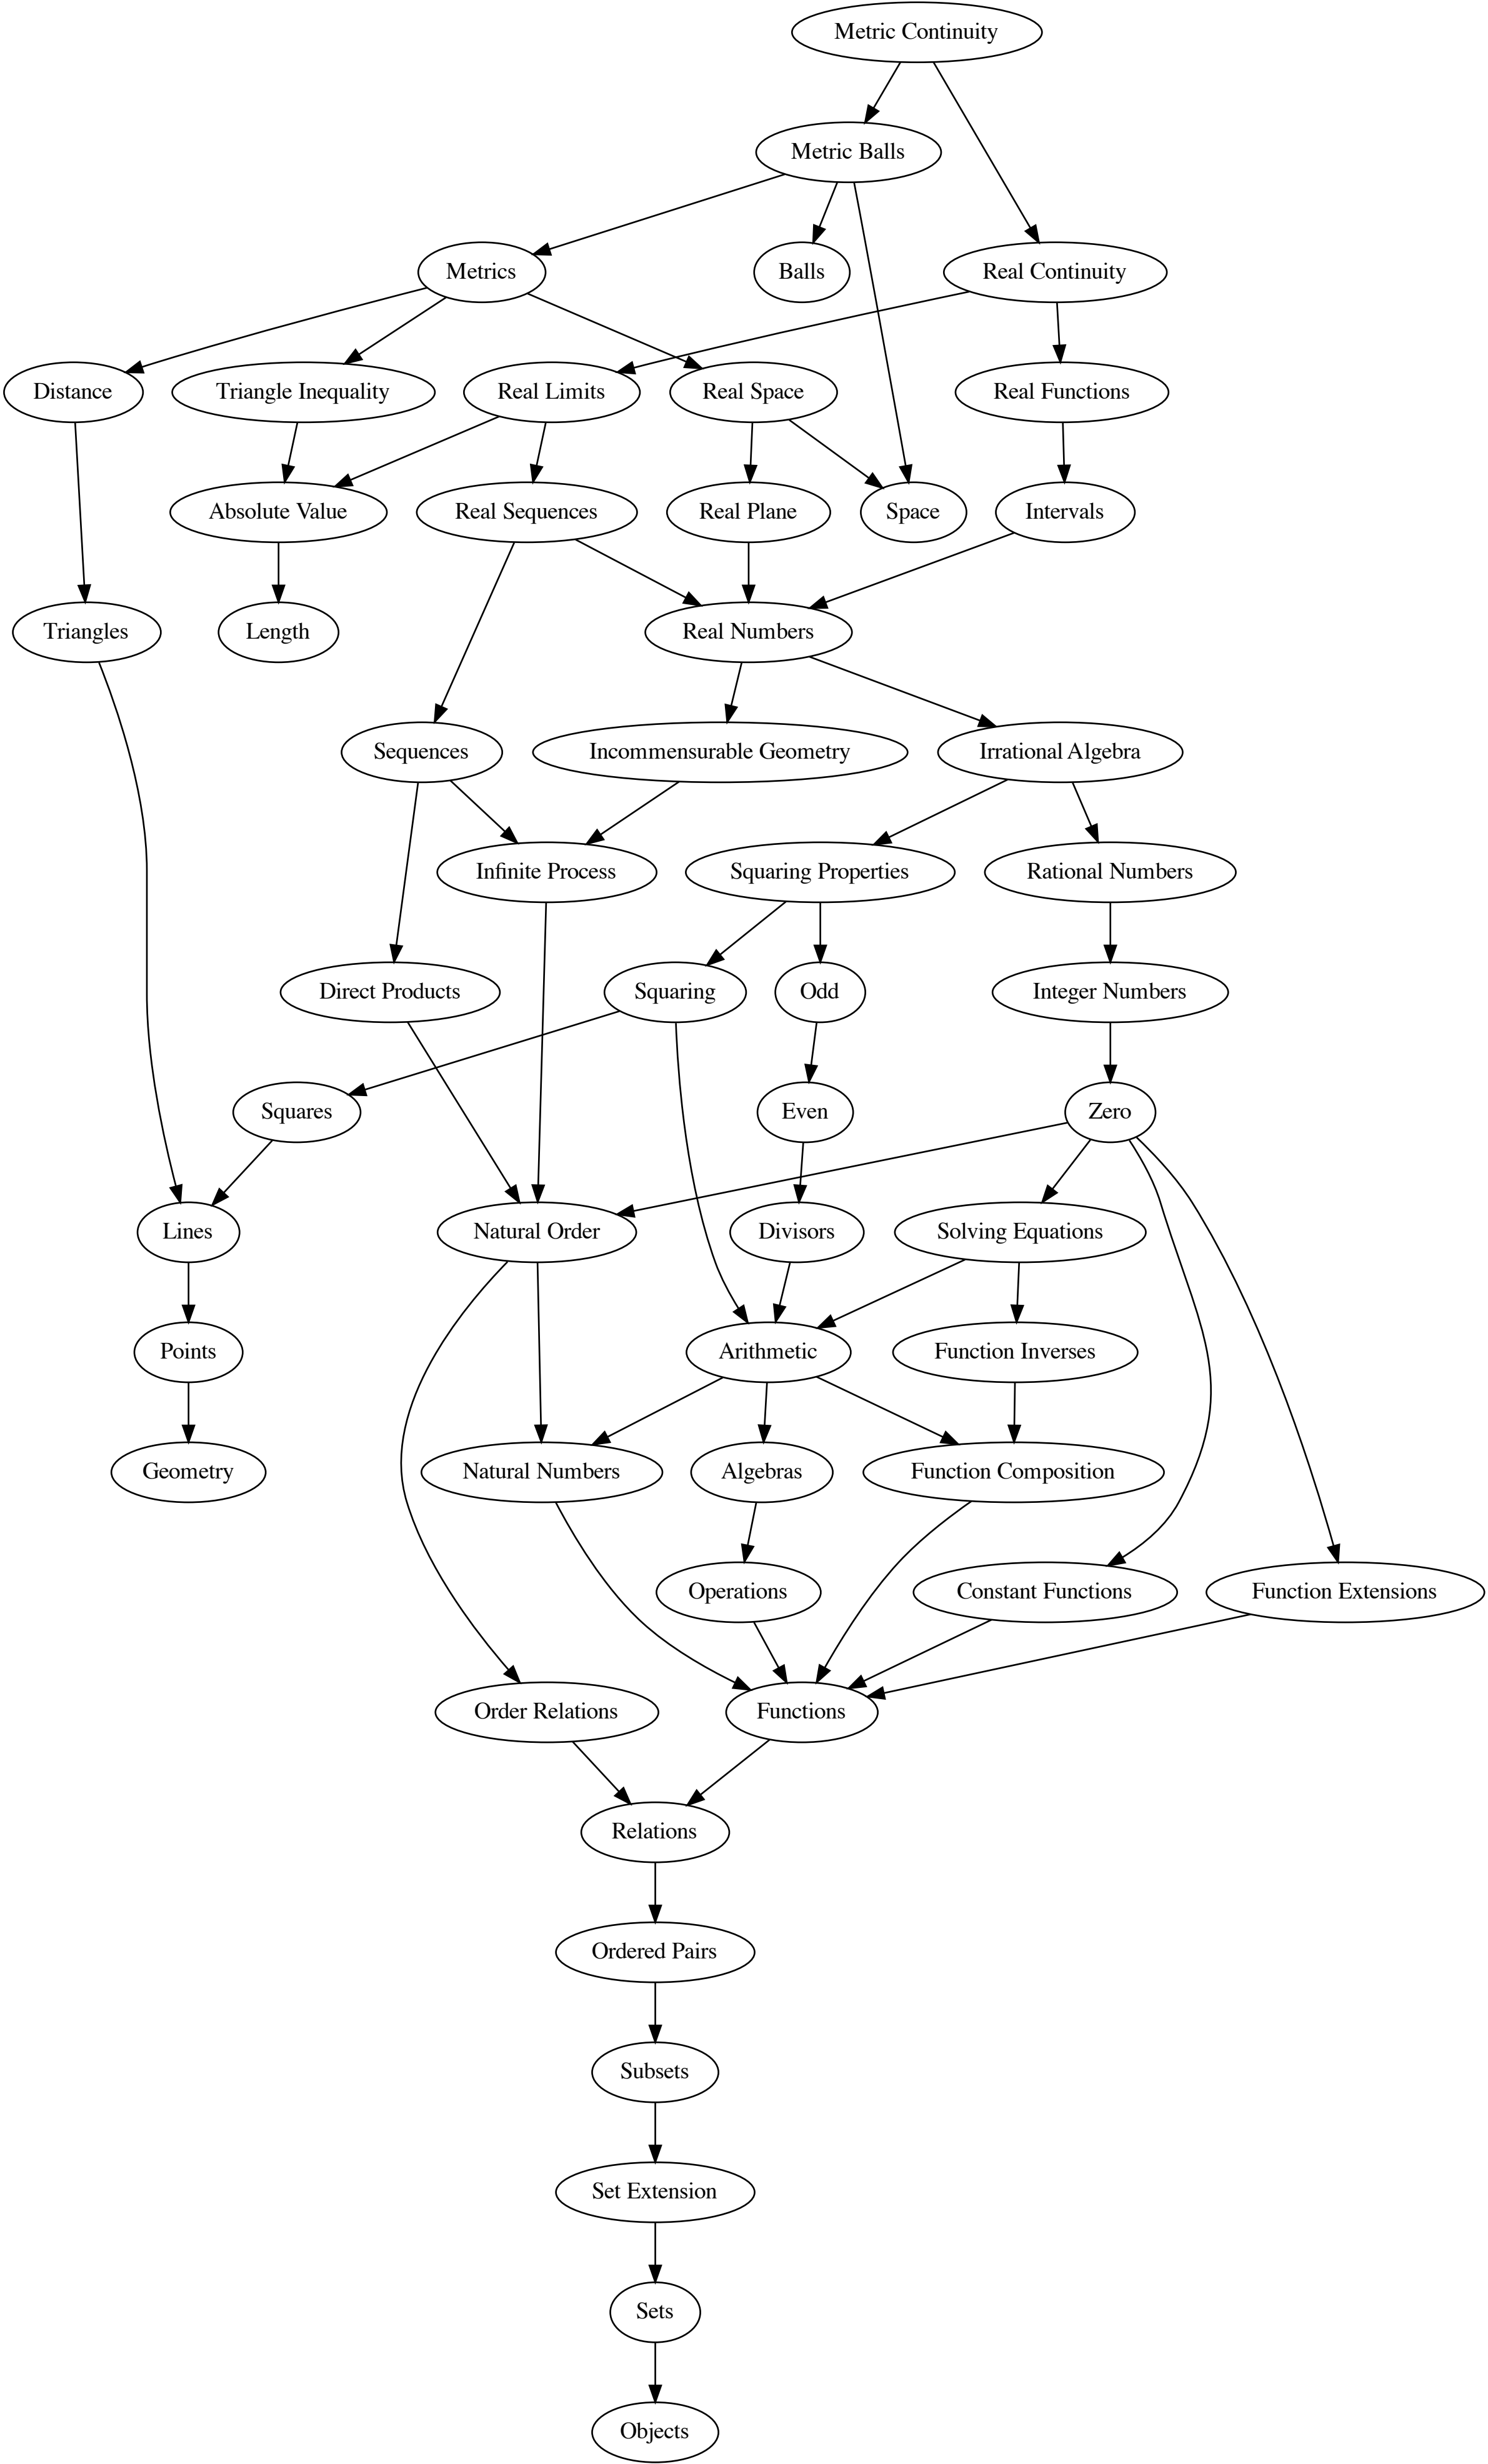 Metric Continuity
Metric Balls
Metrics
Balls
Real Continuity
Distance
Triangle Inequality
Real Limits
Real Space
Real Functions
Absolute Value
Real Sequences
Real Plane
Space
Intervals
Triangles
Length
Real Numbers
Sequences
Incommensurable Geometry
Irrational Algebra
Infinite Process
Squaring Properties
Rational Numbers
Direct Products
Squaring
Odd
Integer Numbers
Squares
Even
Zero
Lines
Natural Order
Divisors
Solving Equations
Points
Arithmetic
Function Inverses
Geometry
Natural Numbers
Algebras
Function Composition
Operations
Constant Functions
Function Extensions
Order Relations
Functions
Relations
Ordered Pairs
Subsets
Set Extension
Sets
Objects